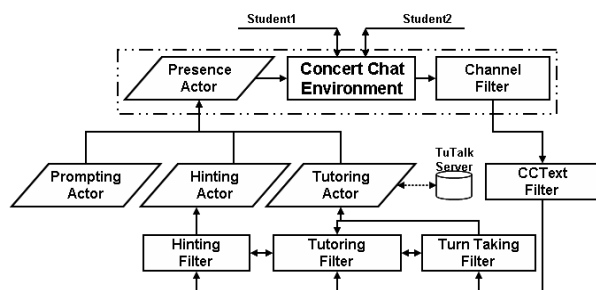 Student1
Student2
Presence
Actor
Concert Chat
Environment
Channel
Filter
Prompting
Actor
Hinting
Actor
Tutoring
Actor
TuTalk
Server
CCText
Filter
Hinting
Filter
Tutoring
Filter
Turn Taking
Filter